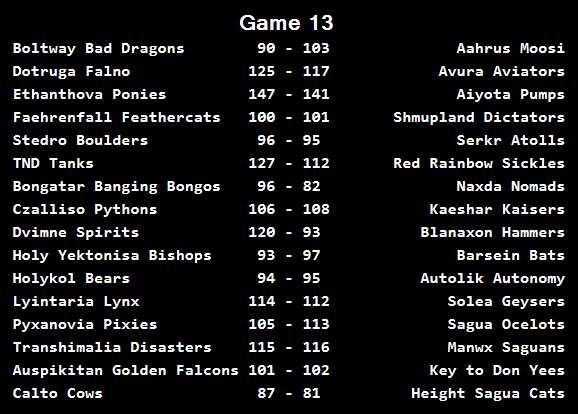 Game 13
Boltway Bad Dragons 90 - 103 Aahrus Moosi
Dotruga Falno 125 - 117 Avura Aviators
Ethanthova Ponies 147 - 141 Aiyota Pumps
Faehrenfall Feathercats 100 - 101 Shmupland Dictators
Stedro Boulders 96 - 95 Serkr Atolls
TND Tanks 127 - 112 Red Rainbow Sickles
Bongatar Banging Bongos 96 - 82 Naxda Nomads
Czalliso Pythons 106 - 108 Kaeshar Kaisers
Dvimne Spirits 120 - 93 Blanaxon Hammers
Holy Yektonisa Bishops 93 - 97 Barsein Bats
Holykol Bears 94 - 95 Autolik Autonomy
Lyintaria Lynx 114 - 112 Solea Geysers
Pyxanovia Pixies 105 - 113 Sagua Ocelots
Transhimalia Disasters 115 - 116 Manwx Saguans
Auspikitan Golden Falcons 101 - 102 Key to Don Yees
Calto Cows 87 - 81 Height Sagua Cats